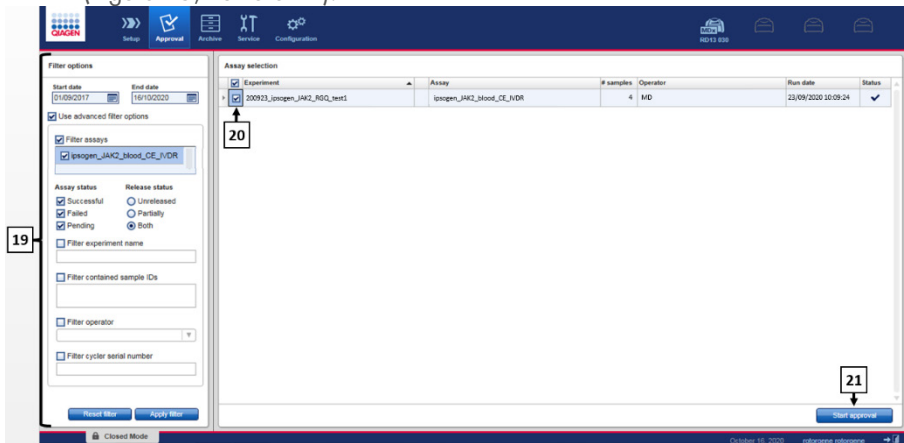 QIAGEN
Setup Approval Archive Service Configuration
MDx
RD13 030
Filter options
Start date End date
01/09/2017 16/10/2020
Use advanced filter options
Filter assays
ipsogen_JAK2_blood_CE_IVDR
Assay status Release status
Successful Unreleased
Failed Partially
Pending Both
19
Filter experiment name
Filter contained sample IDs
Filter operator
Filter cycler serial number
Reset filter Apply filter
Assay selection
Experiment Assay # samples Operator Run date Status
200923_ipsogen_JAK2_RGQ_test1 ipsogen_JAK2_blood_CE_IVDR 4 MD 23/09/2020 10:09:24
20
21
Start approval
Closed Mode
October 16, 2020 rotorgene rotorgene